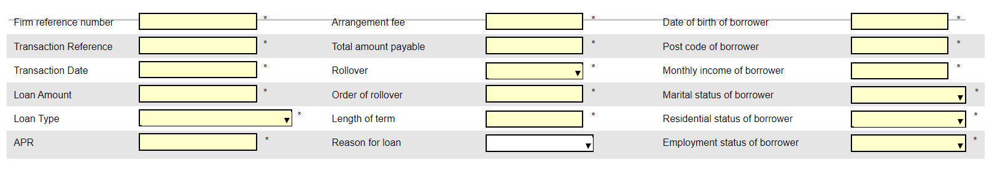 Firm reference number * Arrangement fee * Date of birth of borrower *
Transaction Reference * Total amount payable * Post code of borrower *
Transaction Date * Rollover * Monthly income of borrower *
Loan Amount * Order of rollover * Marital status of borrower *
Loan Type * Length of term * Residential status of borrower *
APR * Reason for loan Employment status of borrower *